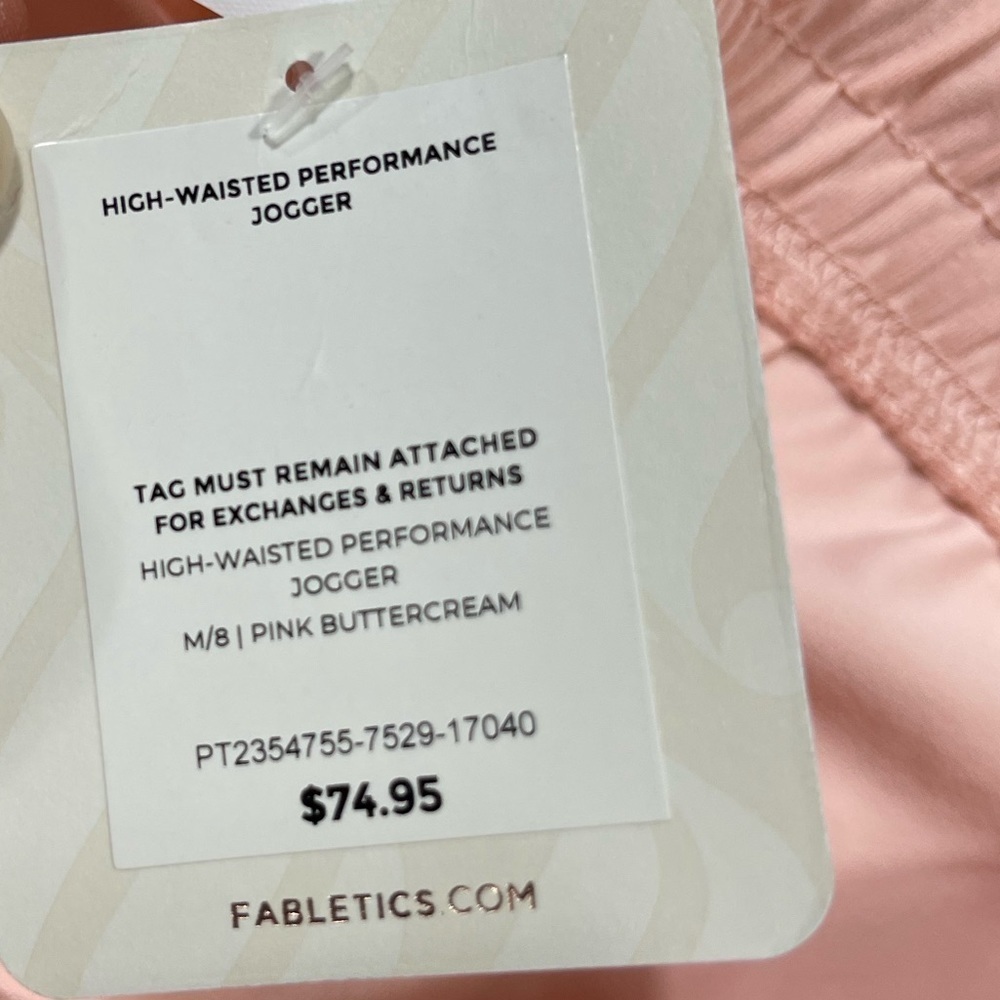 HIGH-WAISTED PERFORMANCE
JOGGER
TAG MUST REMAIN ATTACHED
FOR EXCHANGES & RETURNS
HIGH-WAISTED PERFORMANCE
JOGGER
M/8 | PINK BUTTERCREAM
PT2354755-7529-17040
$74.95
FABLETICS.COM